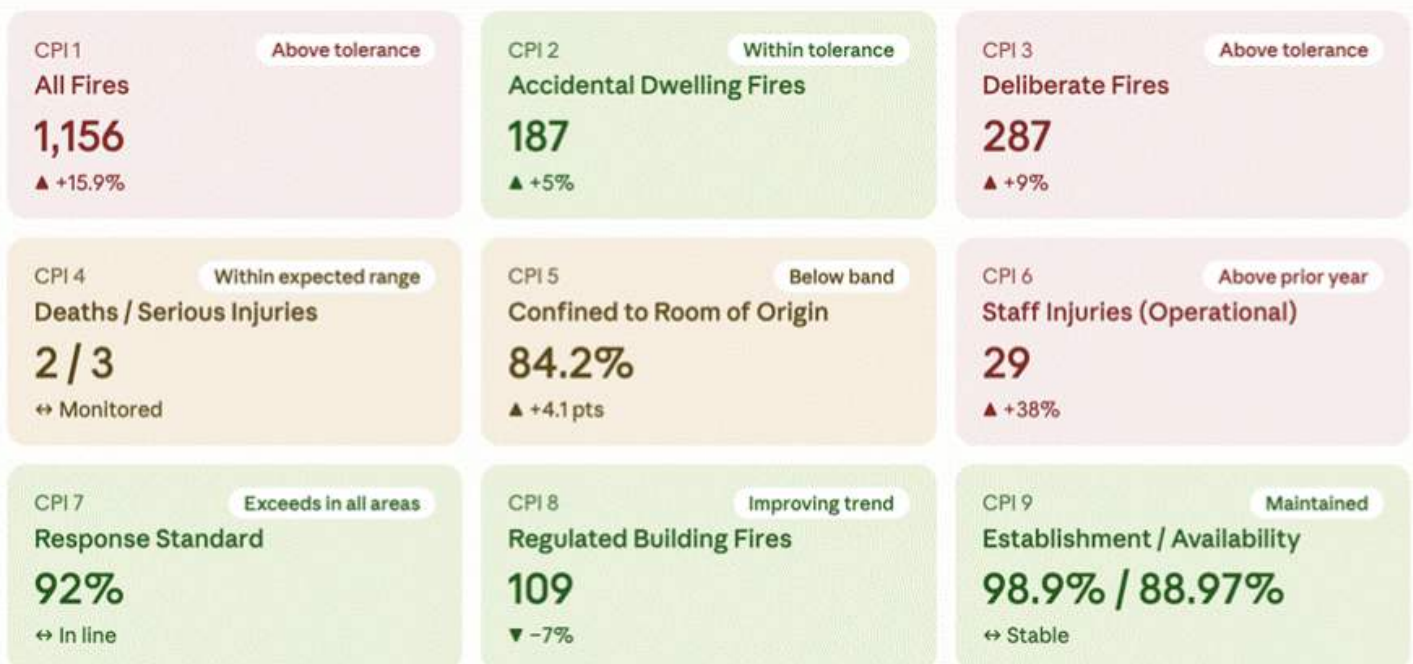 CPI 1 Above tolerance
All Fires
1,156
▲ +15.9%
CPI 2 Within tolerance
Accidental Dwelling Fires
187
▲ +5%
CPI 3 Above tolerance
Deliberate Fires
287
▲ +9%
CPI 4 Within expected range
Deaths / Serious Injuries
2 / 3
↔ Monitored
CPI 5 Below band
Confined to Room of Origin
84.2%
▲ +4.1 pts
CPI 6 Above prior year
Staff Injuries (Operational)
29
▲ +38%
CPI 7 Exceeds in all areas
Response Standard
92%
↔ In line
CPI 8 Improving trend
Regulated Building Fires
109
▼ −7%
CPI 9 Maintained
Establishment / Availability
98.9% / 88.97%
↔ Stable